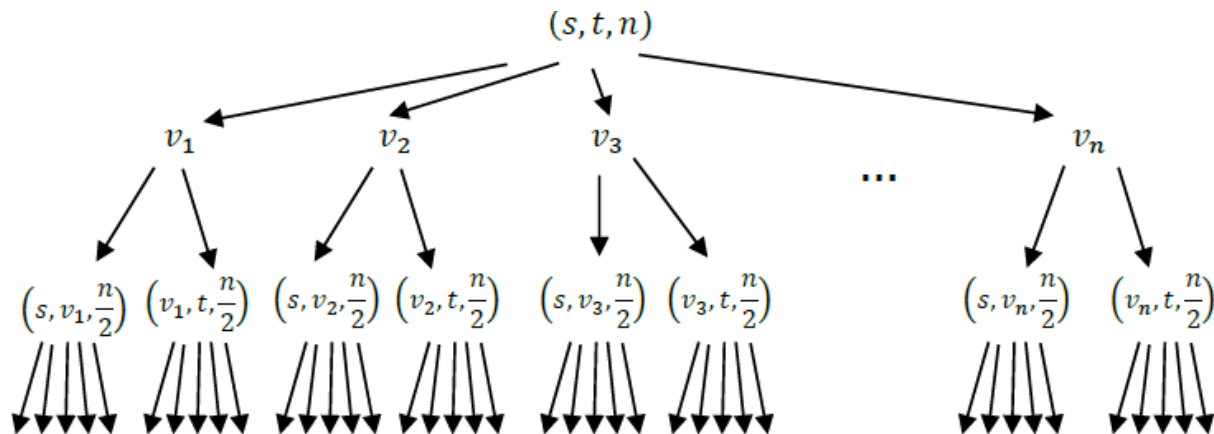 (s, t, n)
v₁ v₂ v₃ ... vₙ
(s, v₁, n/2) (v₁, t, n/2) (s, v₂, n/2) (v₂, t, n/2) (s, v₃, n/2) (v₃, t, n/2) (s, vₙ, n/2) (vₙ, t, n/2)